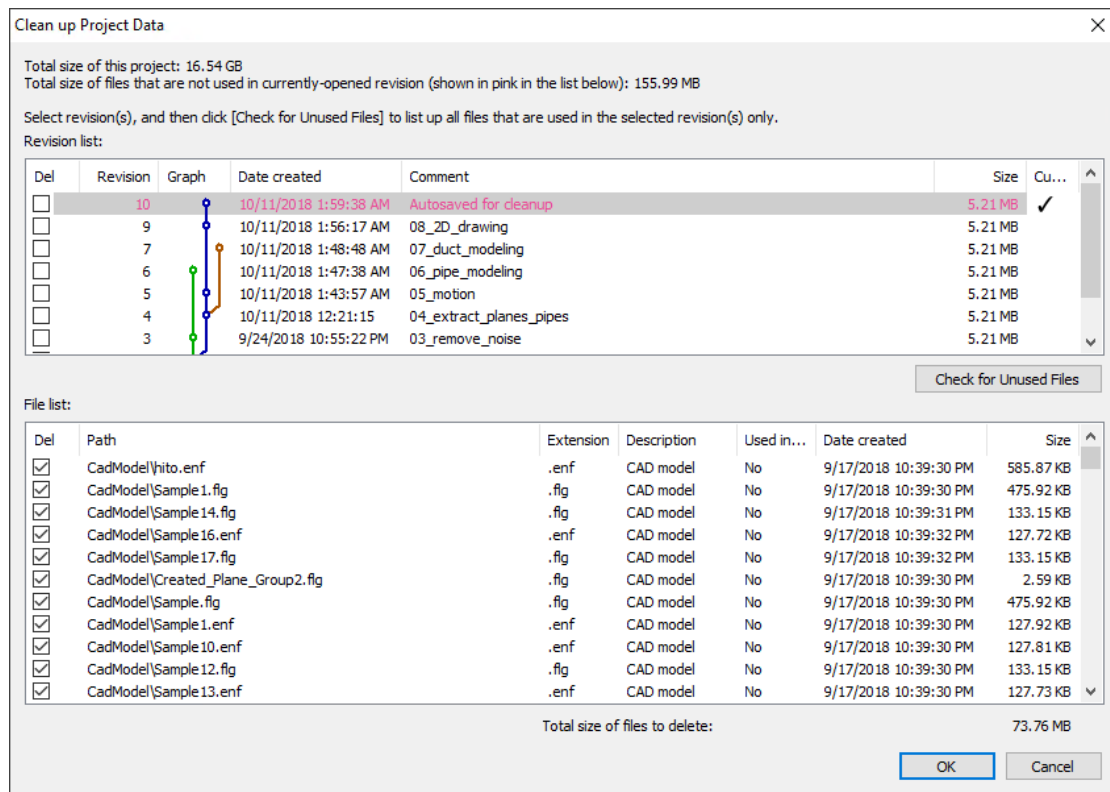 Clean up Project Data
Total size of this project: 16.54 GB
Total size of files that are not used in currently-opened revision (shown in pink in the list below): 155.99 MB
Select revision(s), and then click [Check for Unused Files] to list up all files that are used in the selected revision(s) only.
Revision list:
Del Revision Graph Date created Comment Size Cu...
10 10/11/2018 1:59:38 AM Autosaved for cleanup 5.21 MB ✓
9 10/11/2018 1:56:17 AM 08_2D_drawing 5.21 MB
7 10/11/2018 1:48:48 AM 07_duct_modeling 5.21 MB
6 10/11/2018 1:47:38 AM 06_pipe_modeling 5.21 MB
5 10/11/2018 1:43:57 AM 05_motion 5.21 MB
4 10/11/2018 12:21:15 04_extract_planes_pipes 5.21 MB
3 9/24/2018 10:55:22 PM 03_remove_noise 5.21 MB
Check for Unused Files
File list:
Del Path Extension Description Used in... Date created Size
CadModel\hito.enf .enf CAD model No 9/17/2018 10:39:30 PM 585.87 KB
CadModel\Sample1.flg .flg CAD model No 9/17/2018 10:39:30 PM 475.92 KB
CadModel\Sample14.flg .flg CAD model No 9/17/2018 10:39:31 PM 133.15 KB
CadModel\Sample16.enf .enf CAD model No 9/17/2018 10:39:32 PM 127.72 KB
CadModel\Sample17.flg .flg CAD model No 9/17/2018 10:39:32 PM 133.15 KB
CadModel\Created_Plane_Group2.flg .flg CAD model No 9/17/2018 10:39:30 PM 2.59 KB
CadModel\Sample.flg .flg CAD model No 9/17/2018 10:39:30 PM 475.92 KB
CadModel\Sample1.enf .enf CAD model No 9/17/2018 10:39:30 PM 127.92 KB
CadModel\Sample10.enf .enf CAD model No 9/17/2018 10:39:30 PM 127.81 KB
CadModel\Sample12.flg .flg CAD model No 9/17/2018 10:39:30 PM 133.15 KB
CadModel\Sample13.enf .enf CAD model No 9/17/2018 10:39:30 PM 127.73 KB
Total size of files to delete: 73.76 MB
OK Cancel